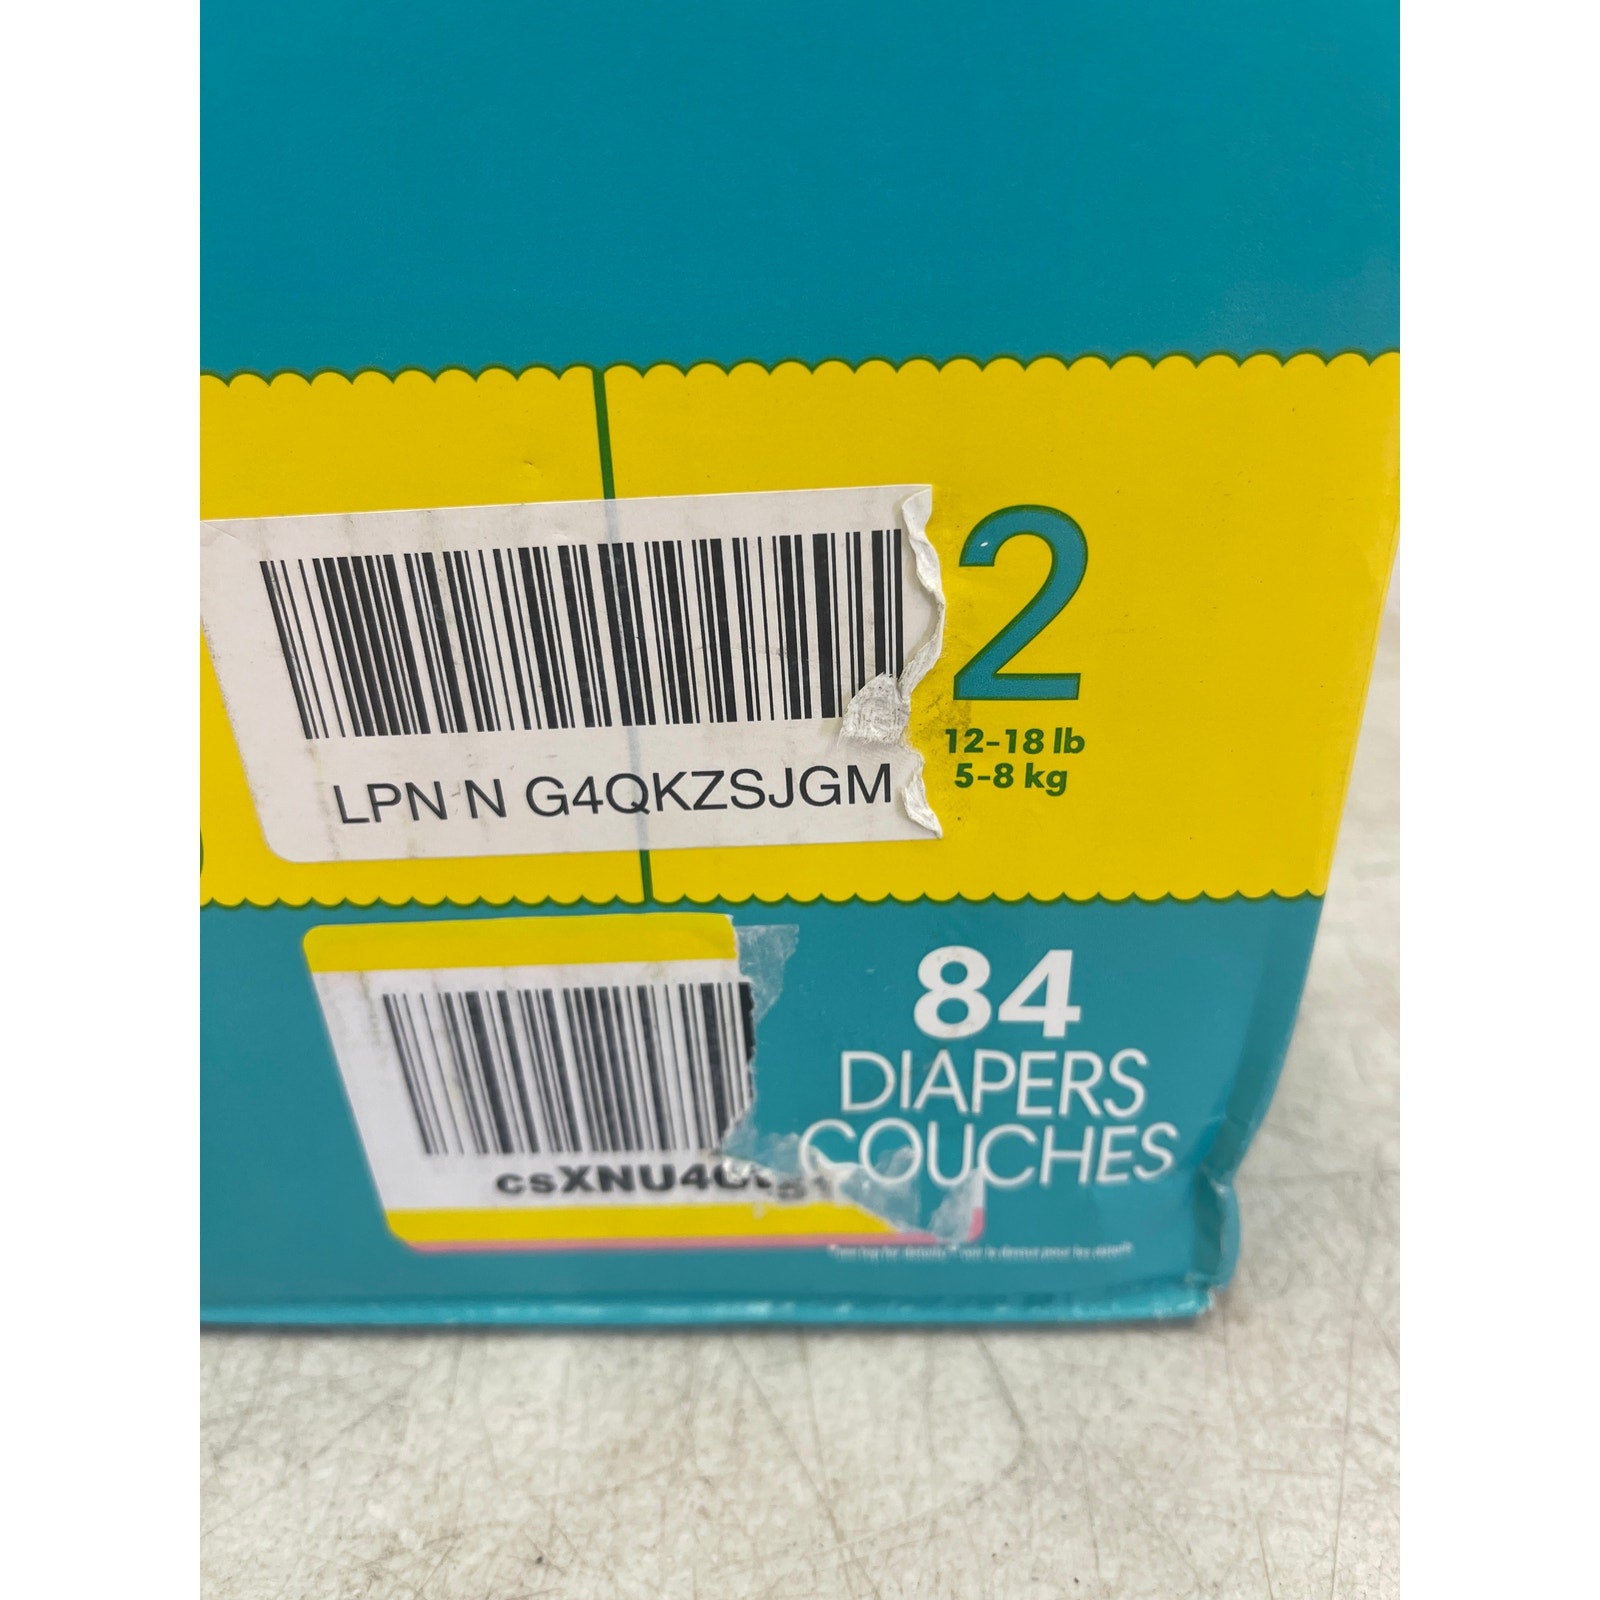 2
12-18 lb
5-8 kg
LPN N G4QKZSJGM
84
DIAPERS
COUCHES